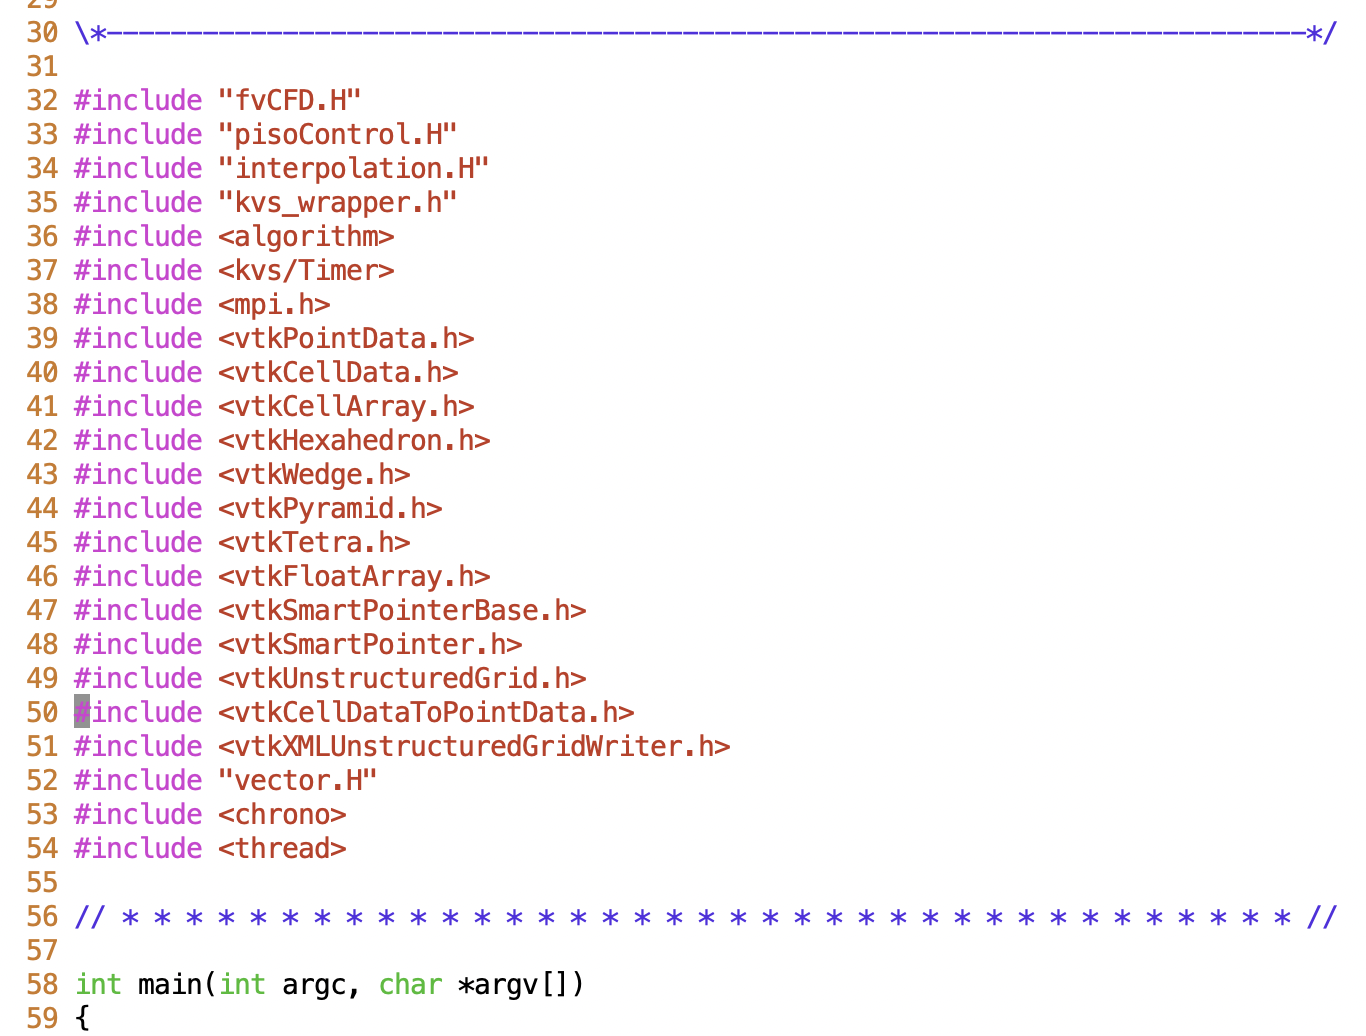 29
30 \*---------------------------------------------------------------------------*/
31
32 #include "fvCFD.H"
33 #include "pisoControl.H"
34 #include "interpolation.H"
35 #include "kvs_wrapper.h"
36 #include <algorithm>
37 #include <kvs/Timer>
38 #include <mpi.h>
39 #include <vtkPointData.h>
40 #include <vtkCellData.h>
41 #include <vtkCellArray.h>
42 #include <vtkHexahedron.h>
43 #include <vtkWedge.h>
44 #include <vtkPyramid.h>
45 #include <vtkTetra.h>
46 #include <vtkFloatArray.h>
47 #include <vtkSmartPointerBase.h>
48 #include <vtkSmartPointer.h>
49 #include <vtkUnstructuredGrid.h>
50 #include <vtkCellDataToPointData.h>
51 #include <vtkXMLUnstructuredGridWriter.h>
52 #include "vector.H"
53 #include <chrono>
54 #include <thread>
55
56 // * * * * * * * * * * * * * * * * * * * * * * * * * * * * * * * * * * * * * //
57
58 int main(int argc, char *argv[])
59 {